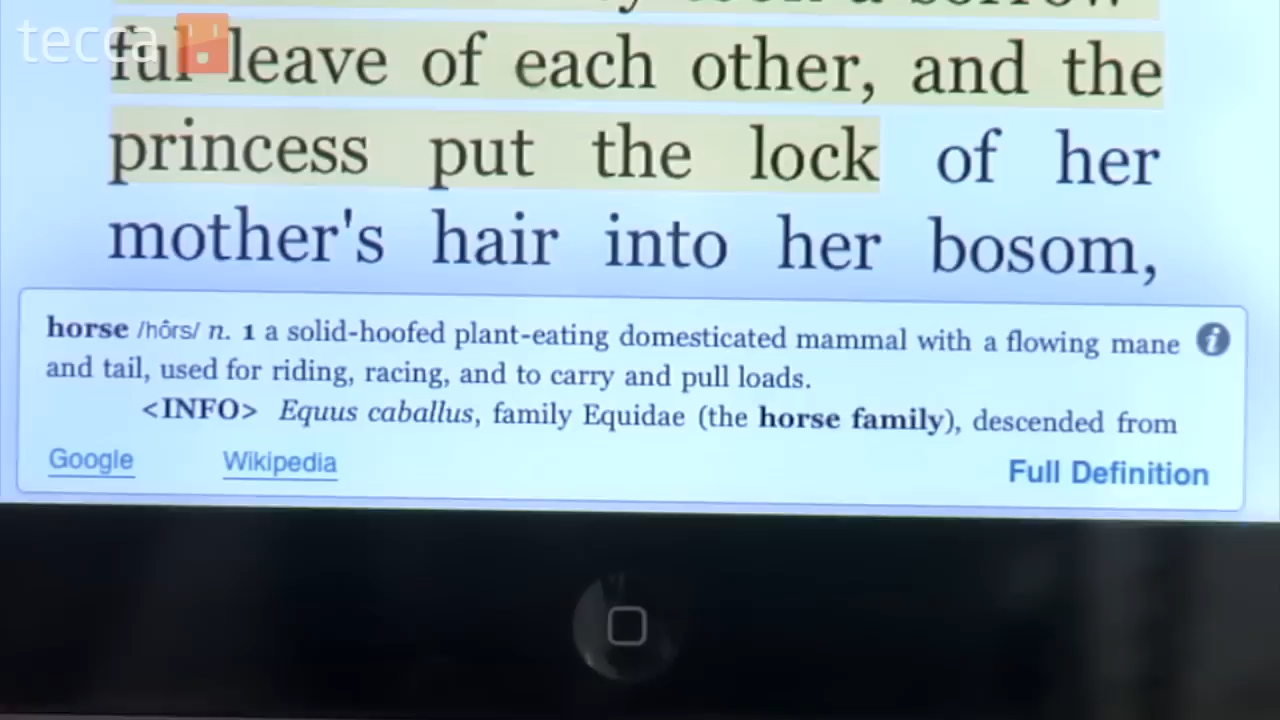 tecca
ful leave of each other, and the
princess put the lock of her
mother's hair into her bosom,
horse /hôrs/ n. 1 a solid-hoofed plant-eating domesticated mammal with a flowing mane
and tail, used for riding, racing, and to carry and pull loads.
<INFO> Equus caballus, family Equidae (the horse family), descended from
Google Wikipedia Full Definition